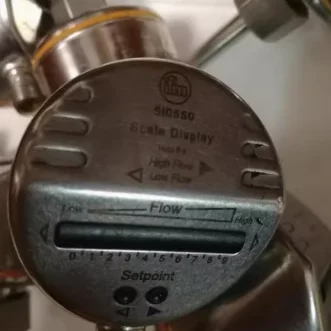 ifm
SI0550
Scale Display
High Flow
Low Flow
Low Flow High
0 1 2 3 4 5 6 7 8 9
Setpoint